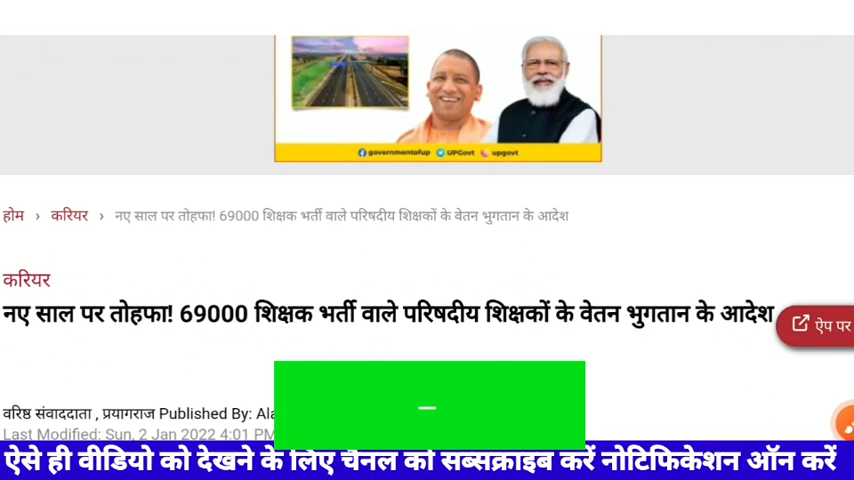 governmentofup UPGovt upgovt
होम › करियर › नए साल पर तोहफा! 69000 शिक्षक भर्ती वाले परिषदीय शिक्षकों के वेतन भुगतान के आदेश
करियर
नए साल पर तोहफा! 69000 शिक्षक भर्ती वाले परिषदीय शिक्षकों के वेतन भुगतान के आदेश
ऐप पर
वरिष्ठ संवाददाता , प्रयागराज Published By: Ala
Last Modified: Sun, 2 Jan 2022 4:01 PM
ऐसे ही वीडियो को देखने के लिए चैनल को सब्सक्राइब करें नोटिफिकेशन ऑन करें